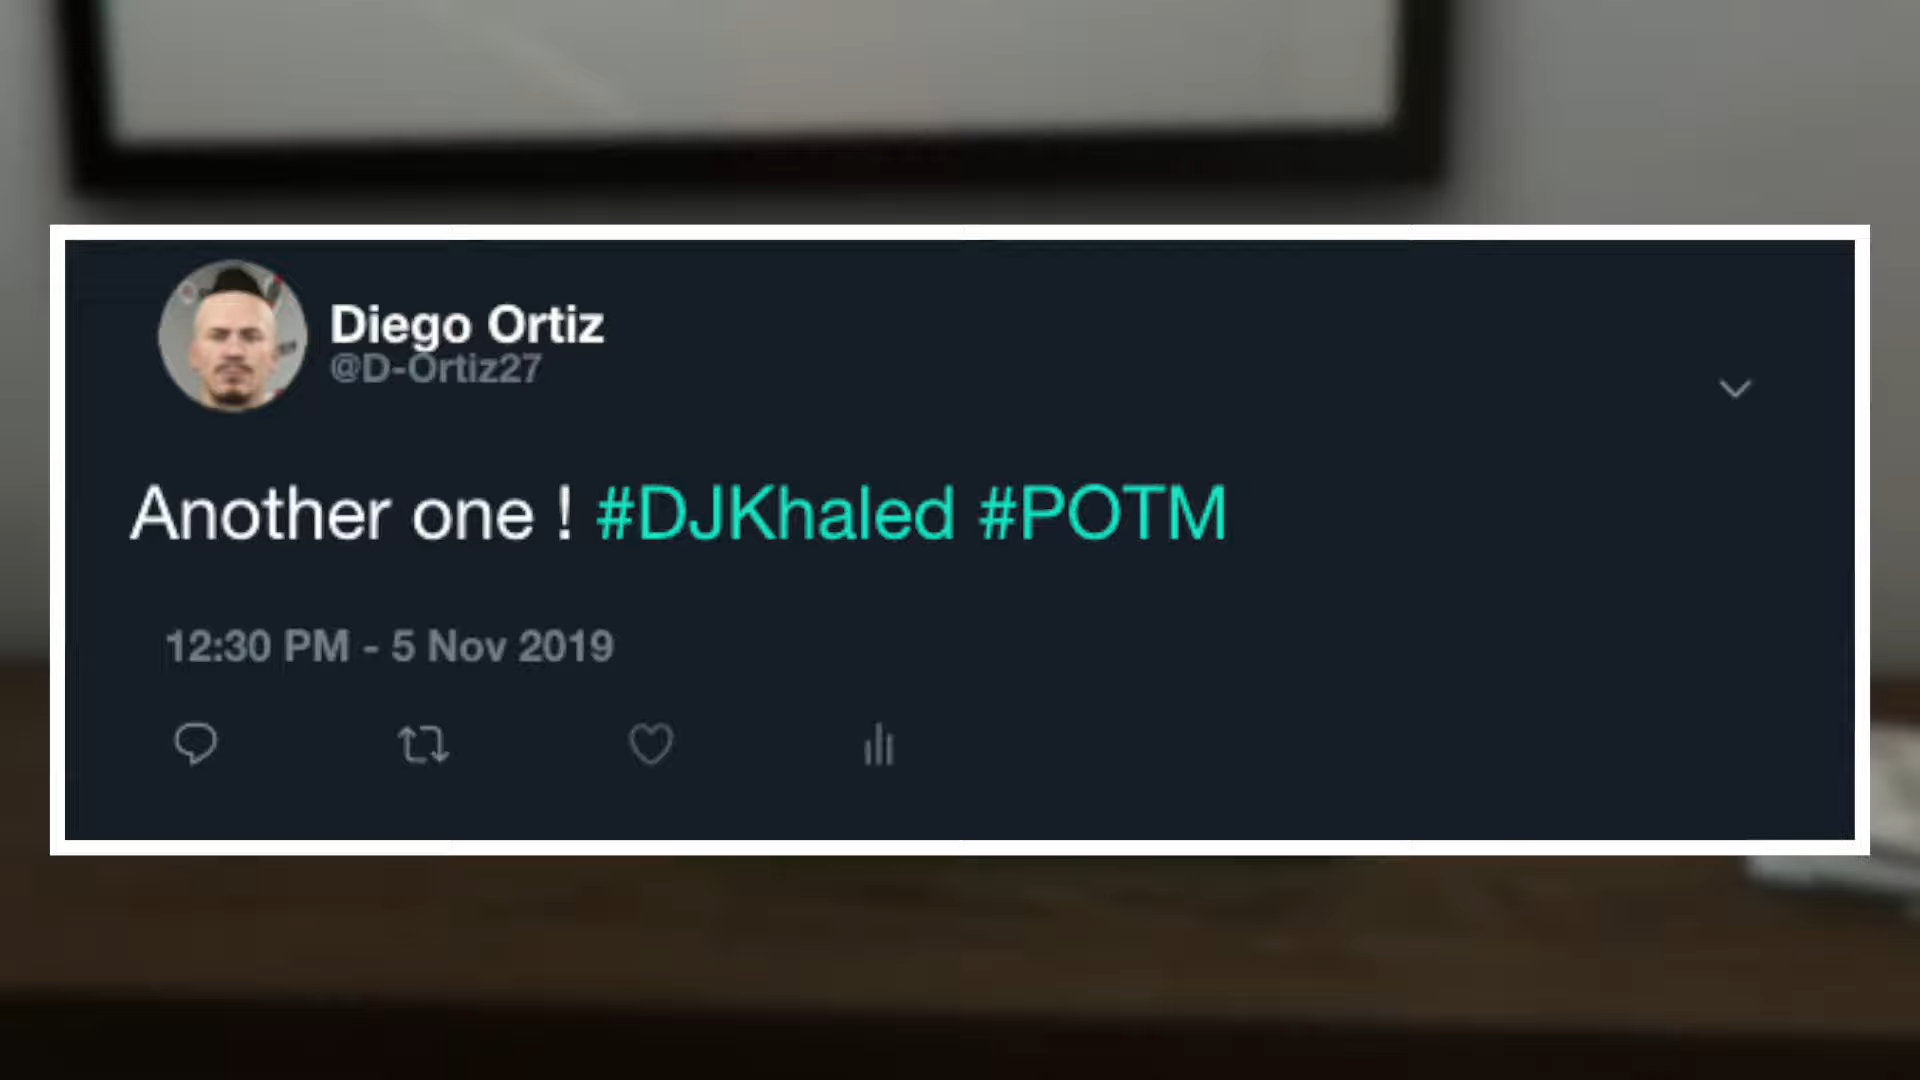 Diego Ortiz
@D-Ortiz27
Another one ! #DJKhaled #POTM
12:30 PM - 5 Nov 2019